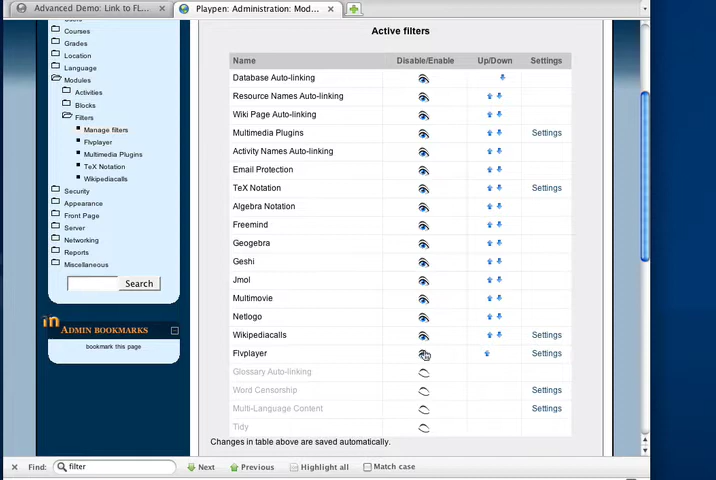 Advanced Demo: Link to FL...
Playpen: Administration: Mod...
Courses
Grades
Location
Language
Modules
Activities
Blocks
Filters
Manage filters
Flvplayer
Multimedia Plugins
TeX Notation
Wikipediacalls
Security
Appearance
Front Page
Server
Networking
Reports
Miscellaneous
Search
ADMIN BOOKMARKS
bookmark this page
Active filters
Name Disable/Enable Up/Down Settings
Database Auto-linking
Resource Names Auto-linking
Wiki Page Auto-linking
Multimedia Plugins Settings
Activity Names Auto-linking
Email Protection
TeX Notation Settings
Algebra Notation
Freemind
Geogebra
Geshi
Jmol
Multimovie
Netlogo
Wikipediacalls Settings
Flvplayer Settings
Glossary Auto-linking
Word Censorship Settings
Multi-Language Content Settings
Tidy
Changes in table above are saved automatically.
Find: filter Next Previous Highlight all Match case